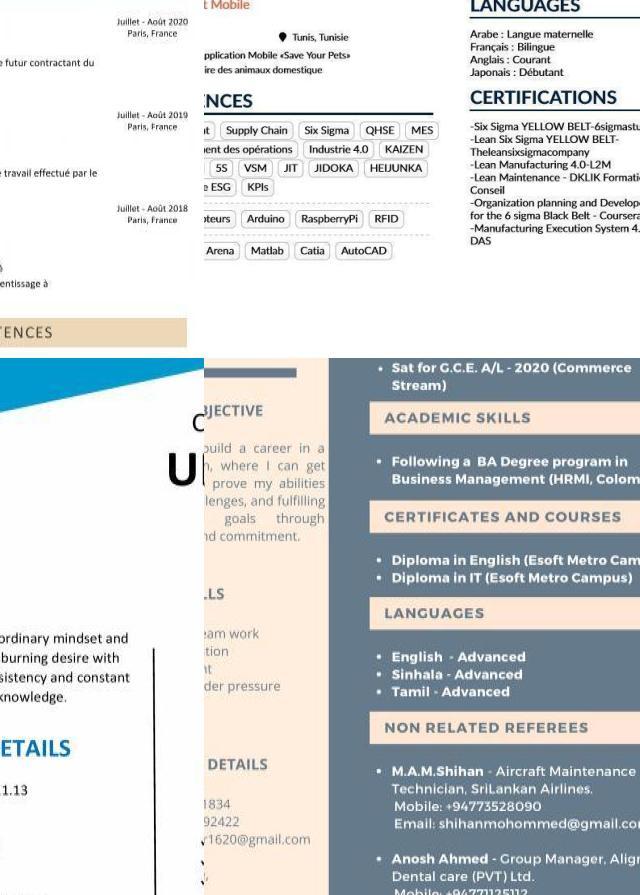 Juillet - Août 2020
Paris, France
e futur contractant du
Juillet - Août 2019
Paris, France
e travail effectué par le
Juillet - Août 2018
Paris, France
entissage à
TENCES
t Mobile
Tunis, Tunisie
pplication Mobile «Save Your Pets»
ire des animaux domestique
ENCES
nt Supply Chain Six Sigma QHSE MES
ent des opérations Industrie 4.0 KAIZEN
5S VSM JIT JIDOKA HEIJUNKA
e ESG KPIs
pteurs Arduino RaspberryPi RFID
Arena Matlab Catia AutoCAD
LANGUAGES
Arabe : Langue maternelle
Français : Bilingue
Anglais : Courant
Japonais : Débutant
CERTIFICATIONS
-Six Sigma YELLOW BELT-6sigmastu
-Lean Six Sigma YELLOW BELT-
Theleansixsigmacompany
-Lean Manufacturing 4.0-L2M
-Lean Maintenance - DKLIK Formatio
Conseil
-Organization planning and Develop
for the 6 sigma Black Belt - Coursera
-Manufacturing Execution System 4.
DAS
U
ordinary mindset and
burning desire with
sistency and constant
knowledge.
ETAILS
1.13
BJECTIVE
build a career in a
n, where I can get
prove my abilities
lenges, and fulfilling
goals through
nd commitment.
LLS
eam work
tion
nt
der pressure
DETAILS
1834
92422
r1620@gmail.com
Sat for G.C.E. A/L - 2020 (Commerce
Stream)
ACADEMIC SKILLS
Following a BA Degree program in
Business Management (HRMI, Colom
CERTIFICATES AND COURSES
Diploma in English (Esoft Metro Cam
Diploma in IT (Esoft Metro Campus)
LANGUAGES
English - Advanced
Sinhala - Advanced
Tamil - Advanced
NON RELATED REFEREES
M.A.M.Shihan - Aircraft Maintenance
Technician, SriLankan Airlines.
Mobile: +94773528090
Email: shihanmohommed@gmail.co
Anosh Ahmed - Group Manager, Alig
Dental care (PVT) Ltd.
Mobile: +94771125112